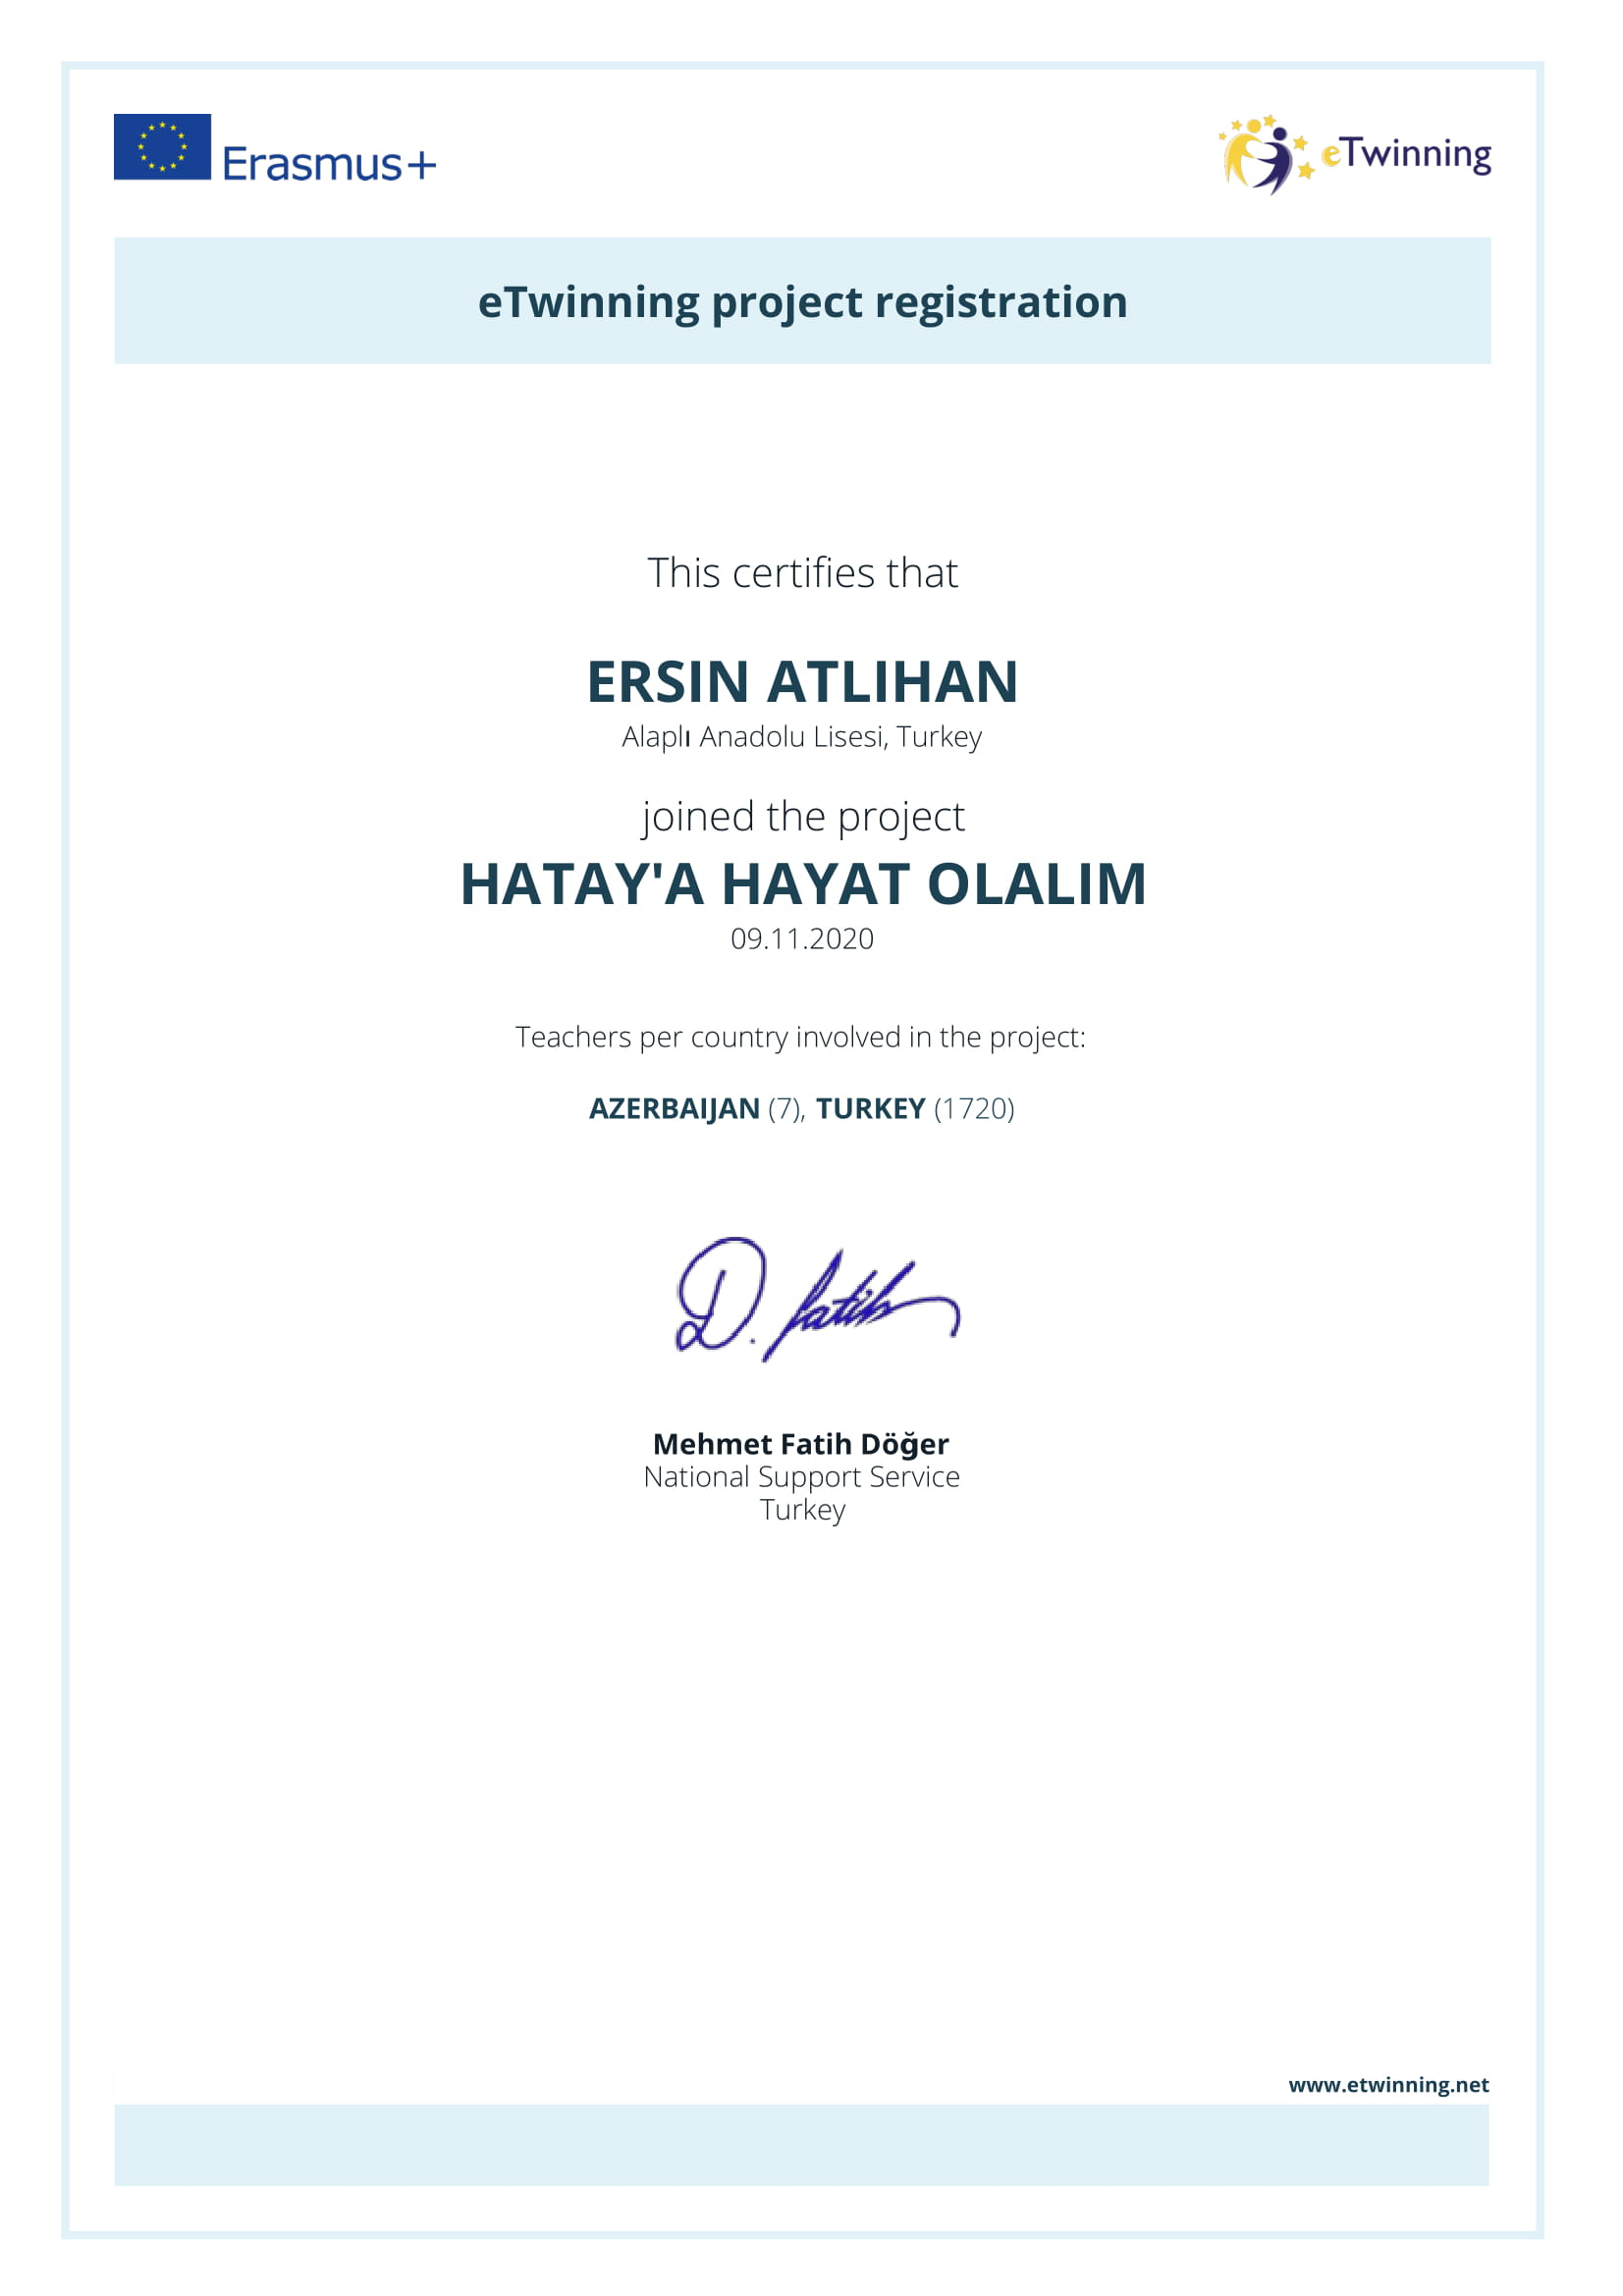 Erasmus+
eTwinning
eTwinning project registration
This certifies that
ERSIN ATLIHAN
Alaplı Anadolu Lisesi, Turkey
joined the project
HATAY'A HAYAT OLALIM
09.11.2020
Teachers per country involved in the project:
AZERBAIJAN (7), TURKEY (1720)
D. fatih
Mehmet Fatih Döğer
National Support Service
Turkey
www.etwinning.net